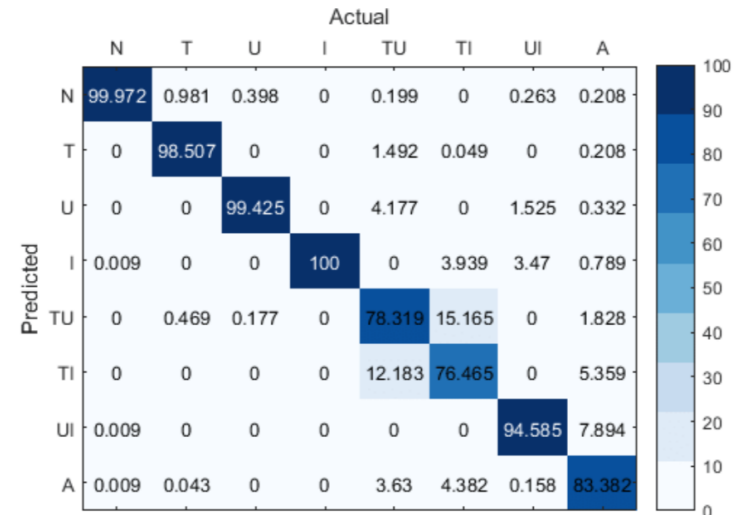 Actual
N T U I TU TI UI A
N 99.972 0.981 0.398 0 0.199 0 0.263 0.208
T 0 98.507 0 0 1.492 0.049 0 0.208
U 0 0 99.425 0 4.177 0 1.525 0.332
I 0.009 0 0 100 0 3.939 3.47 0.789
TU 0 0.469 0.177 0 78.319 15.165 0 1.828
TI 0 0 0 0 12.183 76.465 0 5.359
UI 0.009 0 0 0 0 0 94.585 7.894
A 0.009 0.043 0 0 3.63 4.382 0.158 83.382
Predicted
100
90
80
70
60
50
40
30
20
10
0